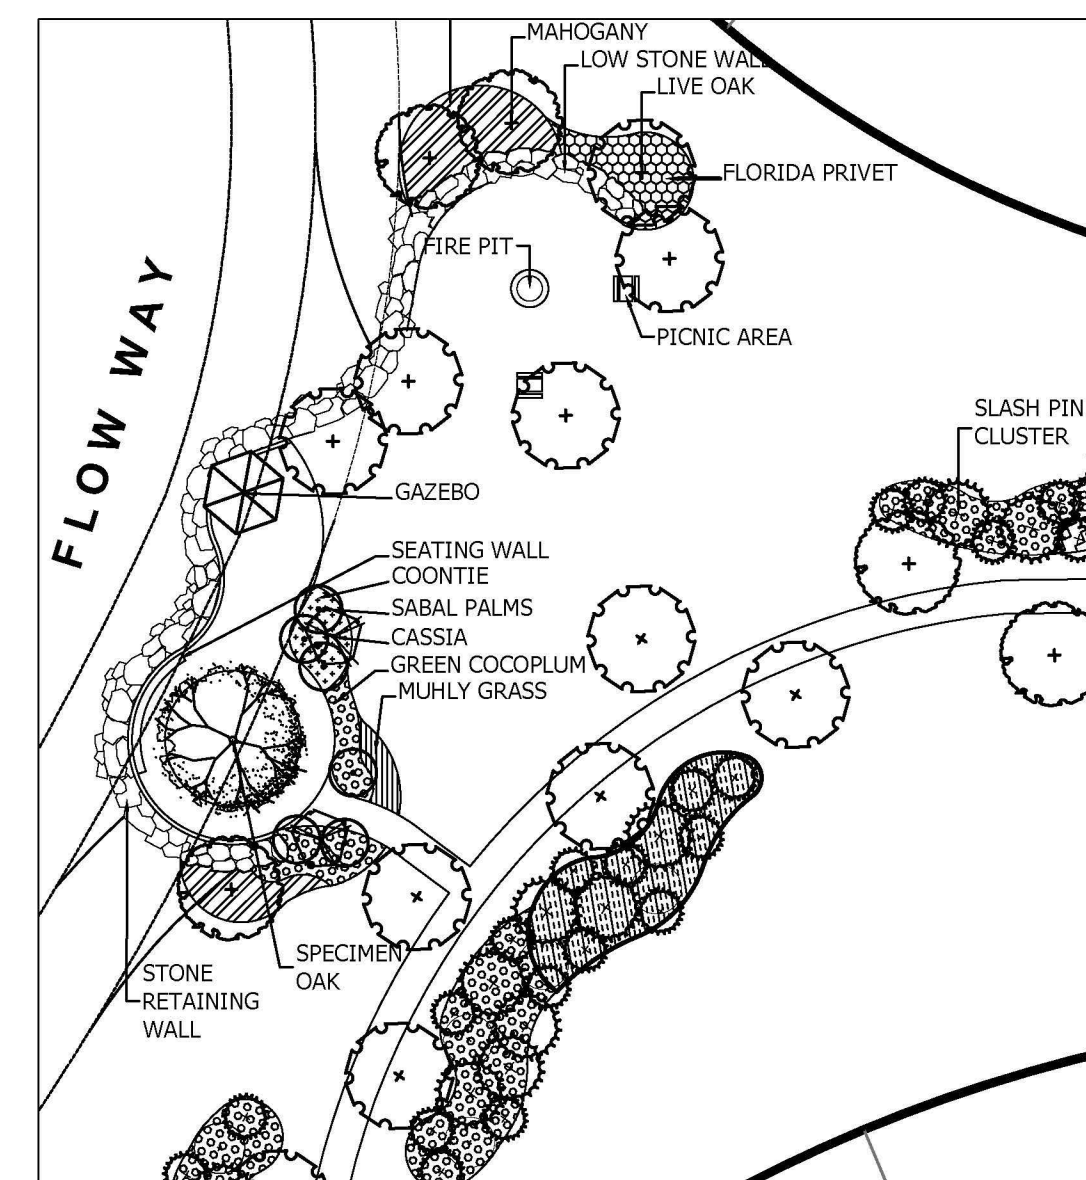 MAHOGANY
LOW STONE WALL
LIVE OAK
FLORIDA PRIVET
FIRE PIT
PICNIC AREA
FLOW WAY
SLASH PIN
CLUSTER
GAZEBO
SEATING WALL
COONTIE
SABAL PALMS
CASSIA
GREEN COCOPLUM
MUHLY GRASS
SPECIMEN
OAK
STONE
RETAINING
WALL